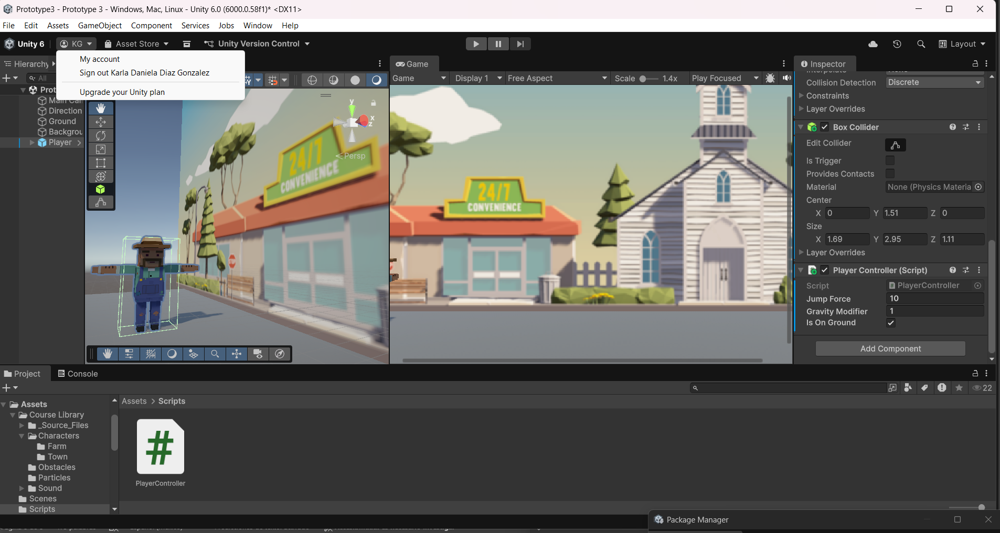 Prototype3 - Prototype 3 - Windows, Mac, Linux - Unity 6.0 (6000.0.58f1)* <DX11>
File Edit Assets GameObject Component Services Jobs Window Help
Unity 6 KG Asset Store Unity Version Control Layout
My account
Sign out Karla Daniela Diaz Gonzalez
Upgrade your Unity plan
Hierarchy
All
Main Cam
Direction
Ground
Backgrou
Player
y
x
z
Persp
24/7
CONVENIENCE
STOP
Game
Game Display 1 Free Aspect Scale 1.4x Play Focused
24/7
CONVENIENCE
Inspector
Collision Detection Discrete
Constraints
Layer Overrides
Box Collider
Edit Collider
Is Trigger
Provides Contacts
Material None (Physics Materia
Center
X 0 Y 1.51 Z 0
Size
X 1.69 Y 2.95 Z 1.11
Layer Overrides
Player Controller (Script)
Script PlayerController
Jump Force 10
Gravity Modifier 1
Is On Ground
Add Component
Project Console
22
Assets
Course Library
_Source_Files
Characters
Farm
Town
Obstacles
Particles
Sound
Scenes
Scripts
Assets > Scripts
#
PlayerController
Package Manager